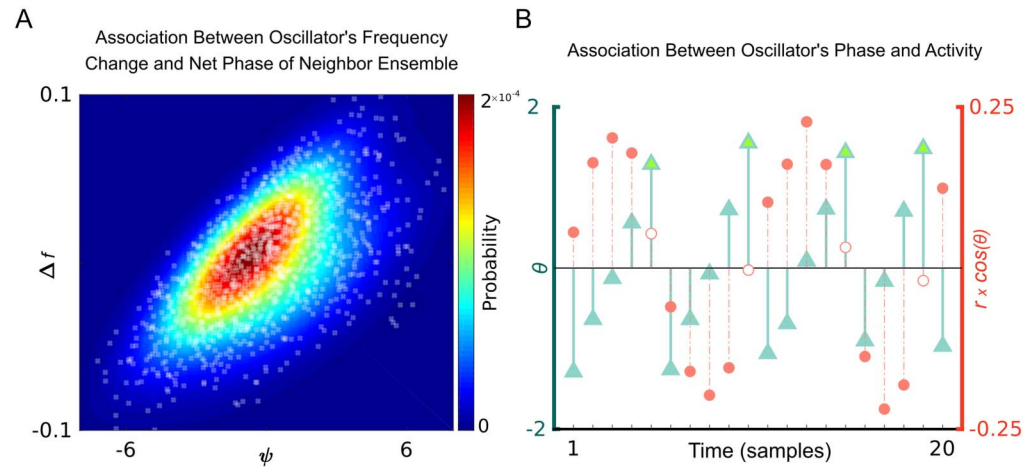 A
Association Between Oscillator's Frequency
Change and Net Phase of Neighbor Ensemble
0.1
Δf
-0.1
-6
ψ
6
2×10⁻⁴
Probability
0
B
Association Between Oscillator's Phase and Activity
2
θ
-2
1
Time (samples)
20
0.25
r x cos(θ)
-0.25